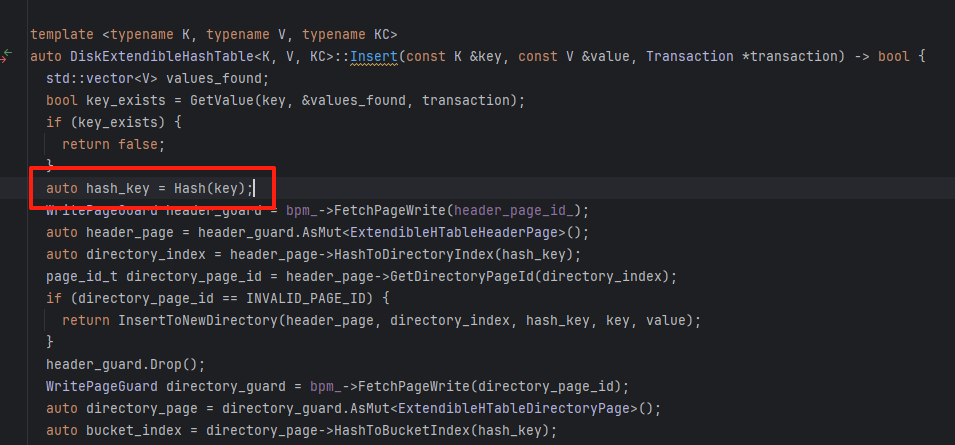 template <typename K, typename V, typename KC>
auto DiskExtendibleHashTable<K, V, KC>::Insert(const K &key, const V &value, Transaction *transaction) -> bool {
  std::vector<V> values_found;
  bool key_exists = GetValue(key, &values_found, transaction);
  if (key_exists) {
    return false;
  }
  auto hash_key = Hash(key);
  WritePageGuard header_guard = bpm_->FetchPageWrite(header_page_id_);
  auto header_page = header_guard.AsMut<ExtendibleHTableHeaderPage>();
  auto directory_index = header_page->HashToDirectoryIndex(hash_key);
  page_id_t directory_page_id = header_page->GetDirectoryPageId(directory_index);
  if (directory_page_id == INVALID_PAGE_ID) {
    return InsertToNewDirectory(header_page, directory_index, hash_key, key, value);
  }
  header_guard.Drop();
  WritePageGuard directory_guard = bpm_->FetchPageWrite(directory_page_id);
  auto directory_page = directory_guard.AsMut<ExtendibleHTableDirectoryPage>();
  auto bucket_index = directory_page->HashToBucketIndex(hash_key);